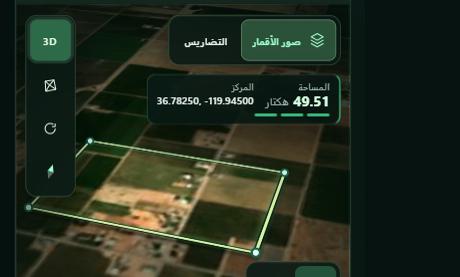 3D
صور الأقمار
التضاريس
المساحة
49.51 هكتار
المركز
36.78250, -119.94500